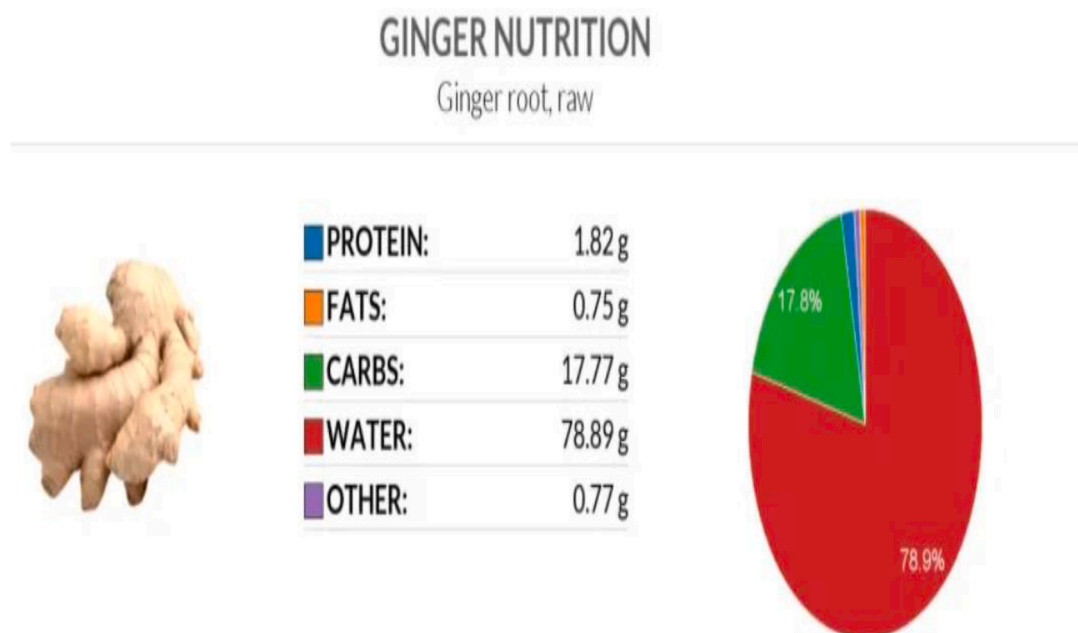 GINGER NUTRITION
Ginger root, raw
PROTEIN: 1.82 g
FATS: 0.75 g
CARBS: 17.77 g
WATER: 78.89 g
OTHER: 0.77 g
17.8%
78.9%